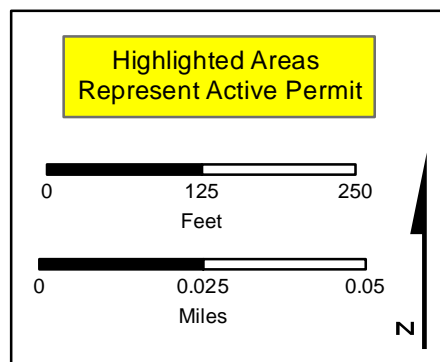 Highlighted Areas
Represent Active Permit
0 125 250
Feet
0 0.025 0.05
Miles
N